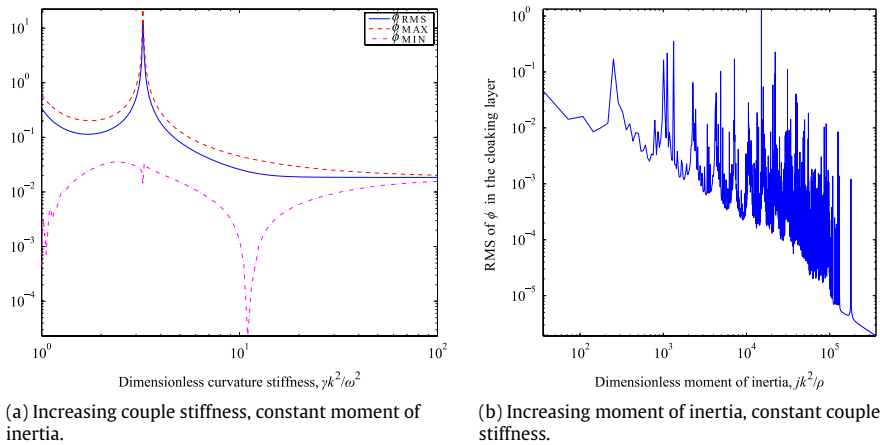 10^1
10^0
10^-1
10^-2
10^-3
10^-4
10^0
10^1
10^2
ϕ RMS
ϕ MAX
ϕ MIN
Dimensionless curvature stiffness, γk^2/ω^2
(a) Increasing couple stiffness, constant moment of
inertia.
RMS of ϕ in the cloaking layer
10^0
10^-1
10^-2
10^-3
10^-4
10^-5
10^2
10^3
10^4
10^5
Dimensionless moment of inertia, jk^2/ρ
(b) Increasing moment of inertia, constant couple
stiffness.